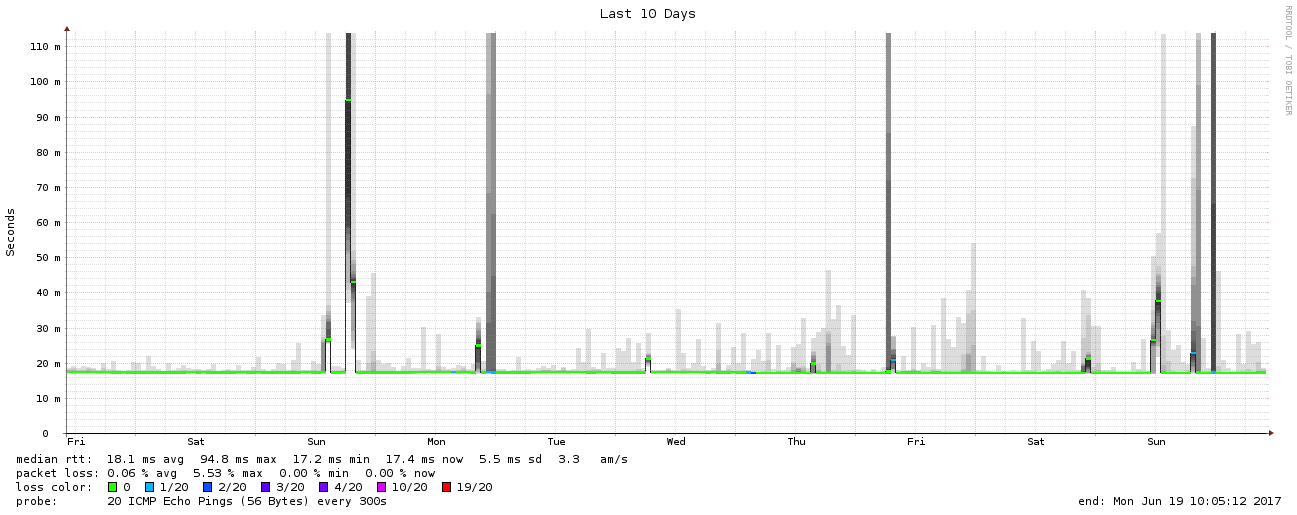 Last 10 Days
RRDTOOL / TOBI OETIKER
Seconds
110 m
100 m
90 m
80 m
70 m
60 m
50 m
40 m
30 m
20 m
10 m
0
Fri Sat Sun Mon Tue Wed Thu Fri Sat Sun
median rtt: 18.1 ms avg 94.8 ms max 17.2 ms min 17.4 ms now 5.5 ms sd 3.3 am/s
packet loss: 0.06 % avg 5.53 % max 0.00 % min 0.00 % now
loss color: 0 1/20 2/20 3/20 4/20 10/20 19/20
probe: 20 ICMP Echo Pings (56 Bytes) every 300s end: Mon Jun 19 10:05:12 2017